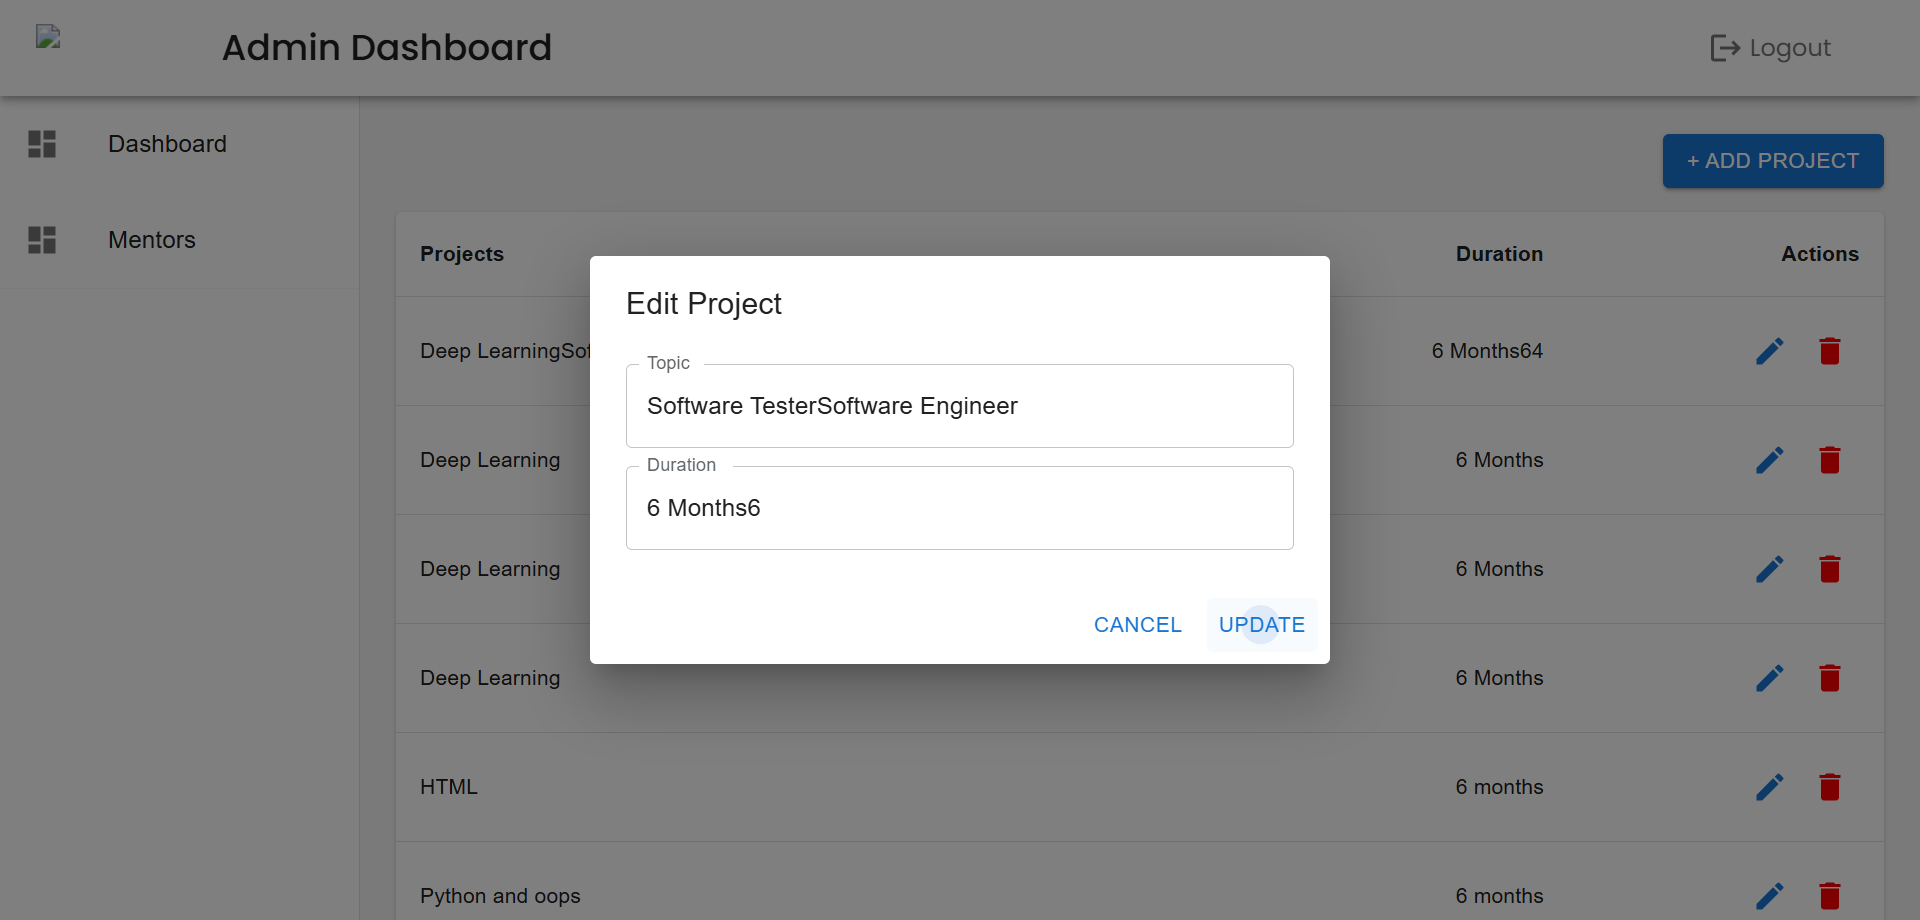 Admin Dashboard
Logout
Dashboard
Mentors
+ ADD PROJECT
Projects Duration Actions
Deep LearningSof 6 Months64
Deep Learning 6 Months
Deep Learning 6 Months
Deep Learning 6 Months
HTML 6 months
Python and oops 6 months
Edit Project
Topic
Software TesterSoftware Engineer
Duration
6 Months6
CANCEL UPDATE